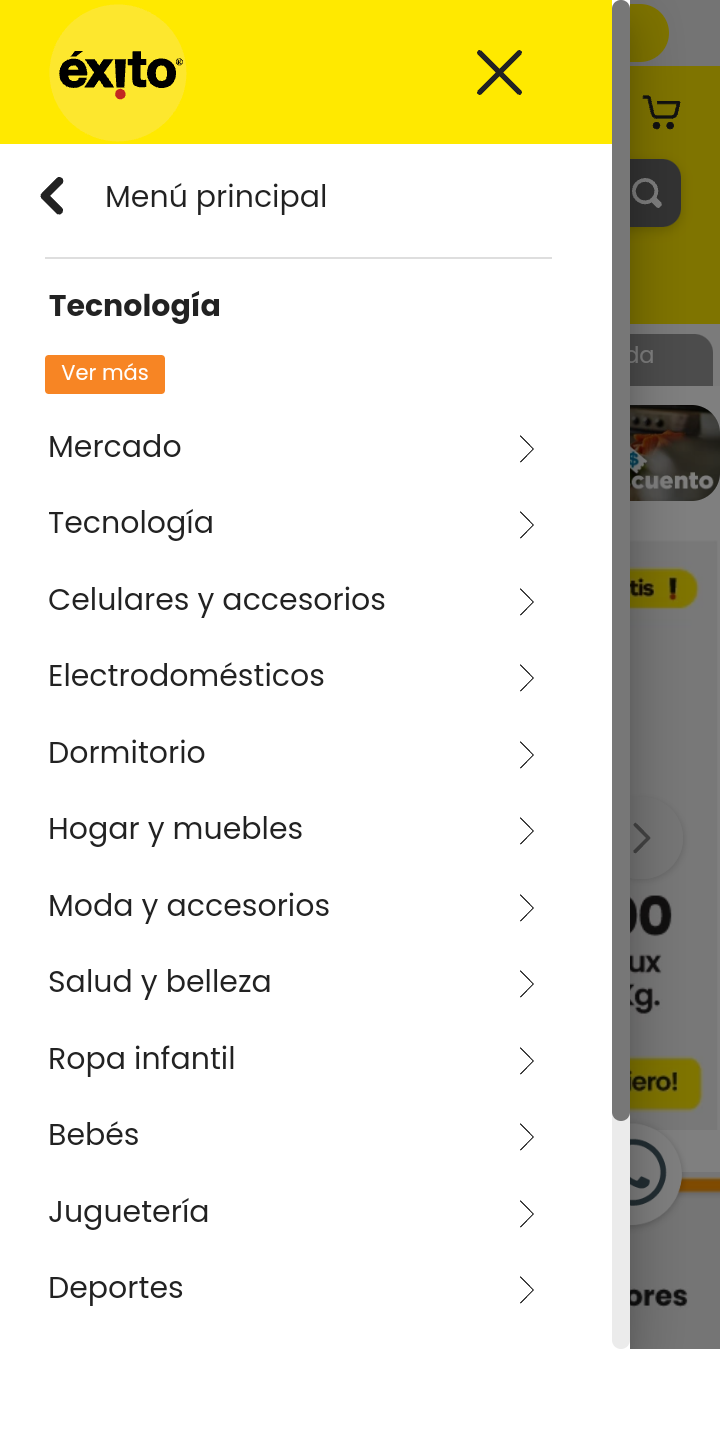 éxito®
Menú principal
Tecnología
Ver más
Mercado
Tecnología
Celulares y accesorios
Electrodomésticos
Dormitorio
Hogar y muebles
Moda y accesorios
Salud y belleza
Ropa infantil
Bebés
Juguetería
Deportes
da
cuento
tis !
00
ux
Kg.
iero!
ores